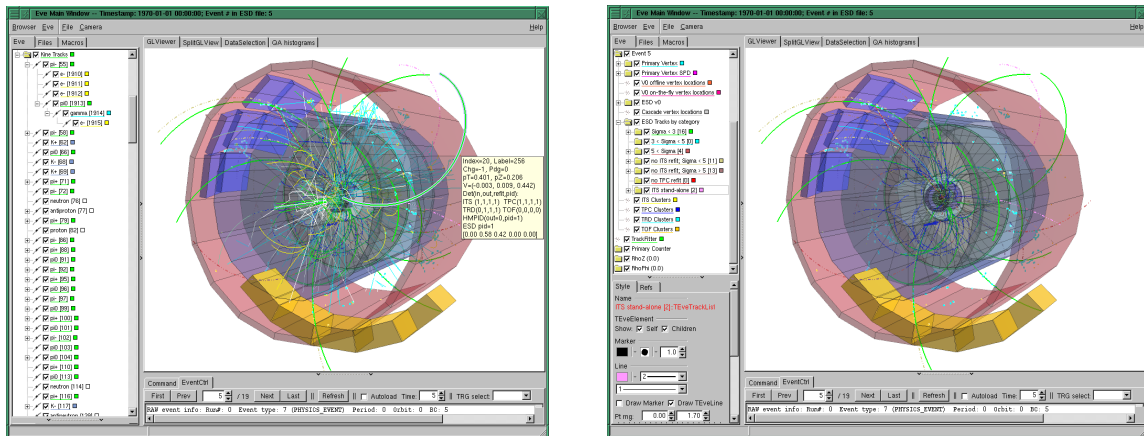 Eve Main Window -- Timestamp: 1970-01-01 00:00:00; Event # in ESD file: 5
Browser Eve File Camera Help
Eve Files Macros
GLViewer SplitGLView DataSelection QA histograms
Kine Tracks
pi- [55]
e- [1910]
e- [1911]
e- [1912]
pi0 [1913]
gamma [1914]
e- [1915]
pi- [58]
K+ [62]
pi0 [66]
K- [68]
K+ [69]
pi+ [71]
pi- [72]
neutron [76]
antiproton [77]
pi+ [79]
proton [82]
pi- [86]
pi+ [88]
pi0 [91]
pi- [92]
pi+ [95]
pi- [97]
pi0 [99]
pi+ [100]
pi0 [101]
pi- [102]
pi0 [103]
pi0 [104]
pi+ [110]
pi0 [113]
neutron [114]
pi+ [116]
K- [117]
Index=20, Label=256
Chg=-1, Pdg=0
pT=0.401, pZ=0.206
V=(-0.003, 0.009, 0.442)
Det(in,out,refit,pid):
ITS (1,1,1,1) TPC(1,1,1,1)
TRD(0,1,1,1) TOF(0,0,0,0)
HMPID(out=0,pid=1)
ESD pid=1
[0.00 0.58 0.42 0.00 0.00]
Command EventCtrl
First Prev 5 / 19 Next Last || Refresh || Autoload Time: 5 || TRG select:
RAW event info: Run#: 0 Event type: 7 (PHYSICS_EVENT) Period: 0 Orbit: 0 BC: 5
Eve Main Window -- Timestamp: 1970-01-01 00:00:00; Event # in ESD file: 5
Browser Eve File Camera Help
Eve Files Macros
GLViewer SplitGLView DataSelection QA histograms
Event 5
Primary Vertex
Primary Vertex SPD
V0 offline vertex locations
V0 on-the-fly vertex locations
ESD v0
Cascade vertex locations
ESD Tracks by category
Sigma < 3 [16]
3 < Sigma < 5 [0]
5 < Sigma [4]
no ITS refit; Sigma < 5 [11]
no ITS refit; Sigma > 5 [13]
no TPC refit [0]
ITS stand-alone [2]
ITS Clusters
TPC Clusters
TRD Clusters
TOF Clusters
TrackFitter
Primary Counter
RhoZ (0.0)
RhoPhi (0.0)
Style Refs
Name
ITS stand-alone [2]::TEveTrackList
TEveElement
Show: Self Children
Marker
1.0
Line
2
1
Draw Marker Draw TEveLine
Pt rng: 0.00 1.70
Command EventCtrl
First Prev 5 / 19 Next Last || Refresh || Autoload Time: 5 || TRG select:
RAW event info: Run#: 0 Event type: 7 (PHYSICS_EVENT) Period: 0 Orbit: 0 BC: 5